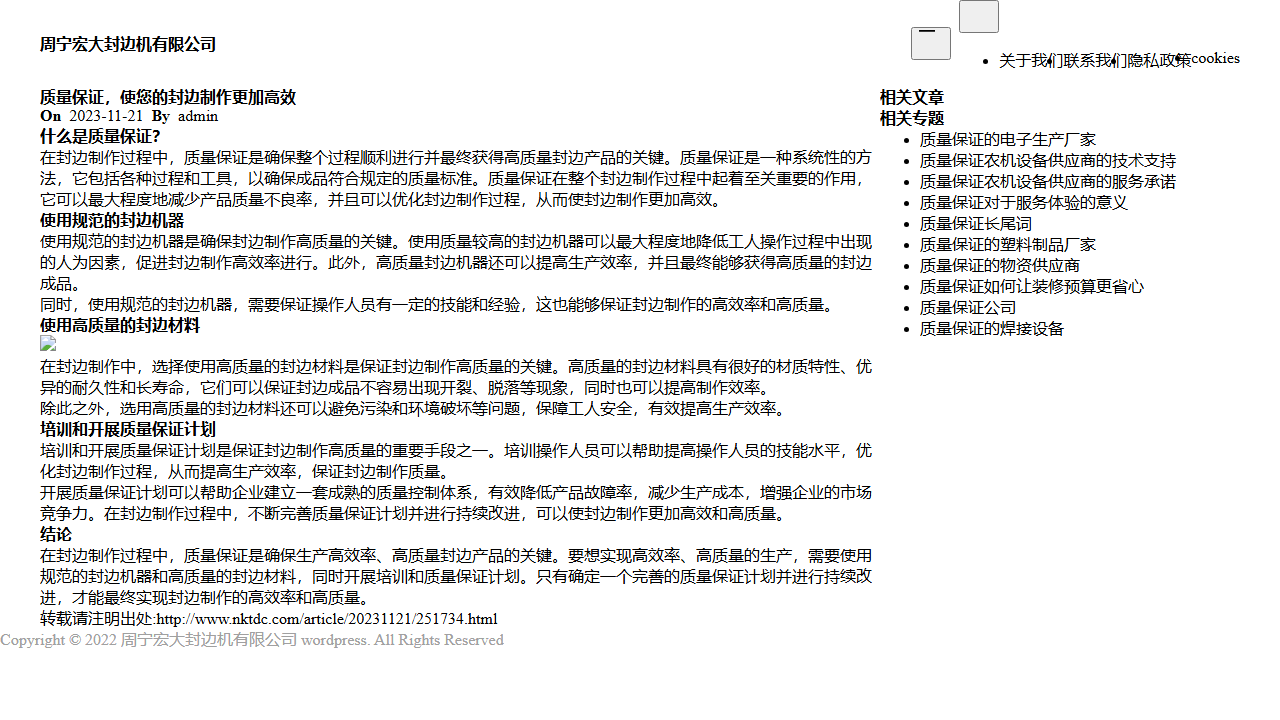 周宁宏大封边机有限公司
关于我们联系我们隐私政策cookies
质量保证，使您的封边制作更加高效
On 2023-11-21 By admin
什么是质量保证？
在封边制作过程中，质量保证是确保整个过程顺利进行并最终获得高质量封边产品的关键。质量保证是一种系统性的方
法，它包括各种过程和工具，以确保成品符合规定的质量标准。质量保证在整个封边制作过程中起着至关重要的作用，
它可以最大程度地减少产品质量不良率，并且可以优化封边制作过程，从而使封边制作更加高效。
使用规范的封边机器
使用规范的封边机器是确保封边制作高质量的关键。使用质量较高的封边机器可以最大程度地降低工人操作过程中出现
的人为因素，促进封边制作高效率进行。此外，高质量封边机器还可以提高生产效率，并且最终能够获得高质量的封边
成品。
同时，使用规范的封边机器，需要保证操作人员有一定的技能和经验，这也能够保证封边制作的高效率和高质量。
使用高质量的封边材料
在封边制作中，选择使用高质量的封边材料是保证封边制作高质量的关键。高质量的封边材料具有很好的材质特性、优
异的耐久性和长寿命，它们可以保证封边成品不容易出现开裂、脱落等现象，同时也可以提高制作效率。
除此之外，选用高质量的封边材料还可以避免污染和环境破坏等问题，保障工人安全，有效提高生产效率。
培训和开展质量保证计划
培训和开展质量保证计划是保证封边制作高质量的重要手段之一。培训操作人员可以帮助提高操作人员的技能水平，优
化封边制作过程，从而提高生产效率，保证封边制作质量。
开展质量保证计划可以帮助企业建立一套成熟的质量控制体系，有效降低产品故障率，减少生产成本，增强企业的市场
竞争力。在封边制作过程中，不断完善质量保证计划并进行持续改进，可以使封边制作更加高效和高质量。
结论
在封边制作过程中，质量保证是确保生产高效率、高质量封边产品的关键。要想实现高效率、高质量的生产，需要使用
规范的封边机器和高质量的封边材料，同时开展培训和质量保证计划。只有确定一个完善的质量保证计划并进行持续改
进，才能最终实现封边制作的高效率和高质量。
转载请注明出处:http://www.nktdc.com/article/20231121/251734.html
相关文章
相关专题
质量保证的电子生产厂家
质量保证农机设备供应商的技术支持
质量保证农机设备供应商的服务承诺
质量保证对于服务体验的意义
质量保证长尾词
质量保证的塑料制品厂家
质量保证的物资供应商
质量保证如何让装修预算更省心
质量保证公司
质量保证的焊接设备
Copyright © 2022 周宁宏大封边机有限公司 wordpress. All Rights Reserved